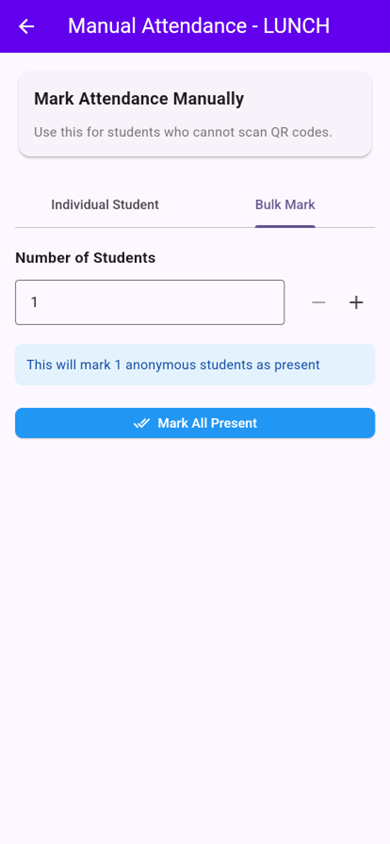 Manual Attendance - LUNCH
Mark Attendance Manually
Use this for students who cannot scan QR codes.
Individual Student
Bulk Mark
Number of Students
1
This will mark 1 anonymous students as present
Mark All Present